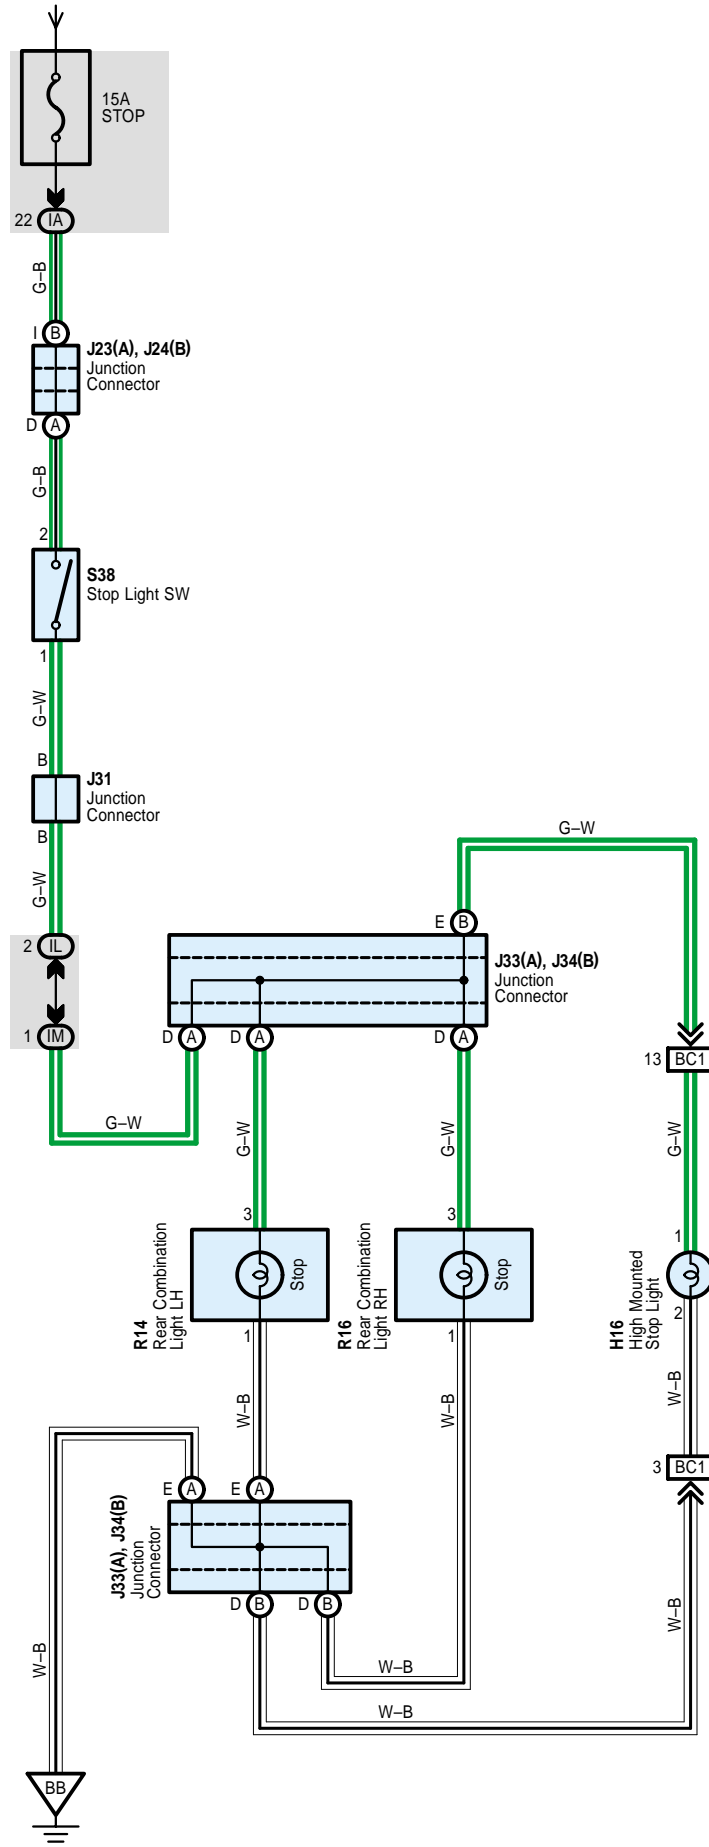 15A
STOP
22 IA
G–B
I B
J23(A), J24(B)
Junction
Connector
D A
G–B
2
S38
Stop Light SW
1
G–W
B
J31
Junction
Connector
B
G–W
G–W
2 IL
E B
J33(A), J34(B)
Junction
Connector
1 IM
D A
D A
D A
13 BC1
G–W
G–W
G–W
G–W
3
3
1
Stop
Stop
R14
Rear Combination
Light LH
R16
Rear Combination
Light RH
H16
High Mounted
Stop Light
1
1
2
W–B
W–B
W–B
3 BC1
E A
E A
J33(A), J34(B)
Junction
Connector
D B
D B
W–B
W–B
W–B
W–B
BB